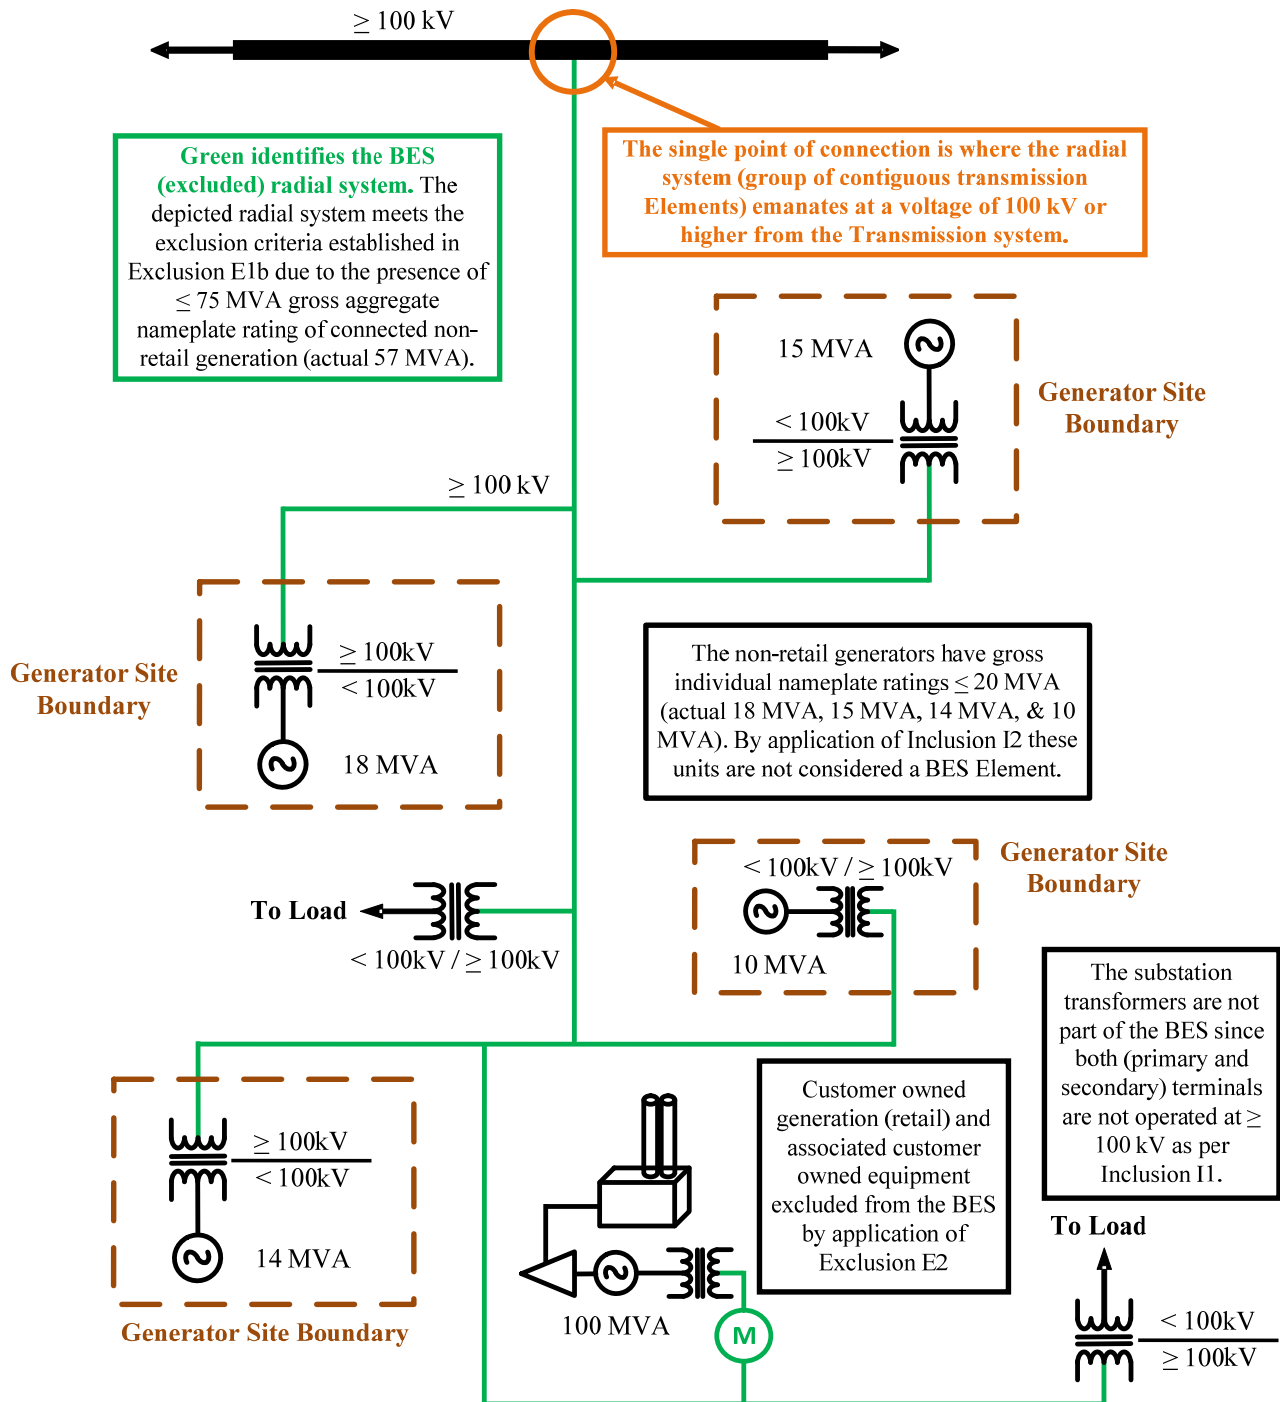 ≥ 100 kV
Green identifies the BES
(excluded) radial system. The
depicted radial system meets the
exclusion criteria established in
Exclusion E1b due to the presence of
≤ 75 MVA gross aggregate
nameplate rating of connected non-
retail generation (actual 57 MVA).
The single point of connection is where the radial
system (group of contiguous transmission
Elements) emanates at a voltage of 100 kV or
higher from the Transmission system.
15 MVA
< 100kV
≥ 100kV
Generator Site
Boundary
≥ 100 kV
Generator Site
Boundary
≥ 100kV
< 100kV
18 MVA
The non-retail generators have gross
individual nameplate ratings ≤ 20 MVA
(actual 18 MVA, 15 MVA, 14 MVA, & 10
MVA). By application of Inclusion I2 these
units are not considered a BES Element.
To Load
< 100kV / ≥ 100kV
< 100kV / ≥ 100kV
10 MVA
Generator Site
Boundary
The substation
transformers are not
part of the BES since
both (primary and
secondary) terminals
are not operated at ≥
100 kV as per
Inclusion I1.
≥ 100kV
< 100kV
14 MVA
Generator Site Boundary
100 MVA
M
Customer owned
generation (retail) and
associated customer
owned equipment
excluded from the BES
by application of
Exclusion E2
To Load
< 100kV
≥ 100kV